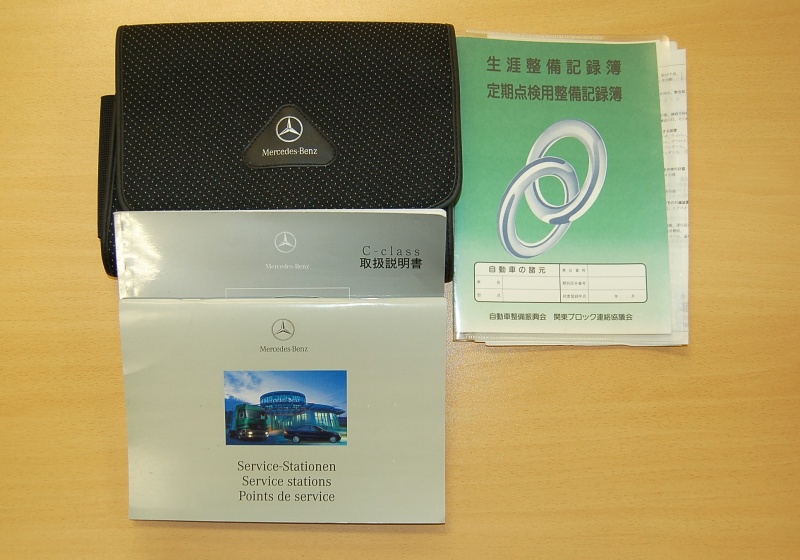 Mercedes-Benz
生涯整備記録簿
定期点検用整備記録簿
自動車の諸元
自動車整備振興会 関東ブロック連絡協議会
Mercedes-Benz
C-class
取扱説明書
Mercedes-Benz
Service-Stationen
Service stations
Points de service